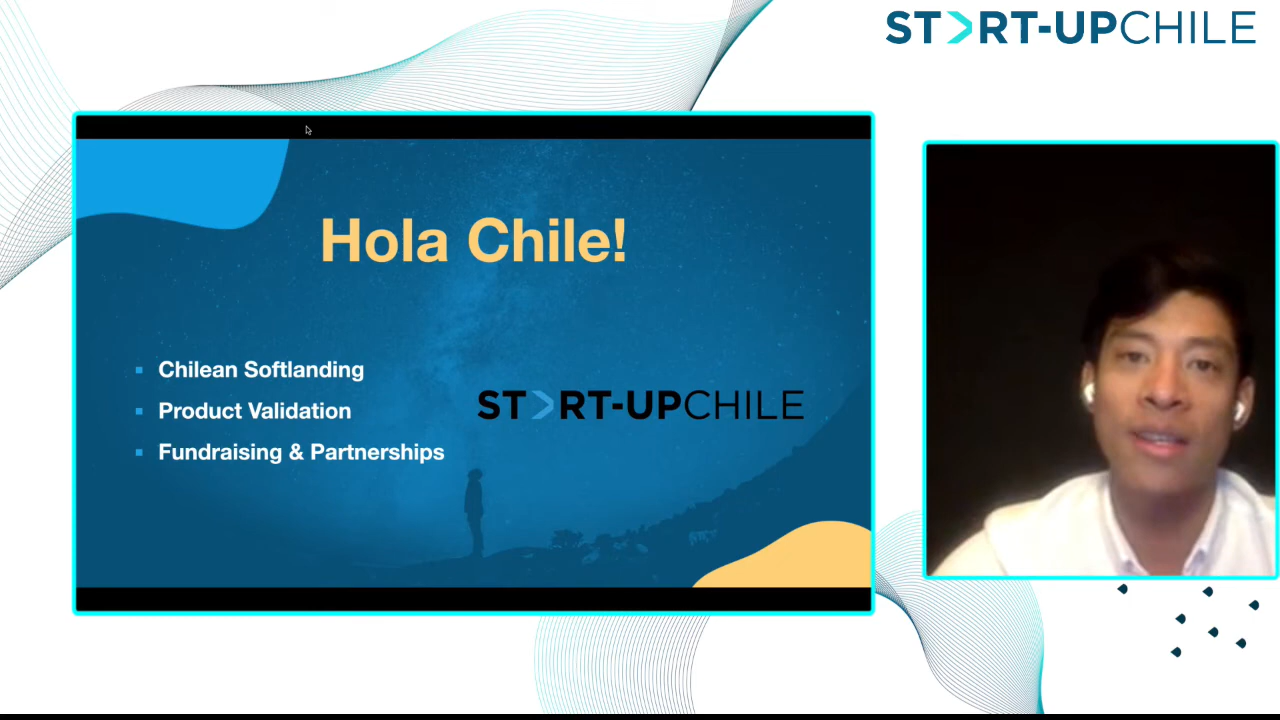 START-UPCHILE
Hola Chile!
Chilean Softlanding
Product Validation
Fundraising & Partnerships
START-UPCHILE